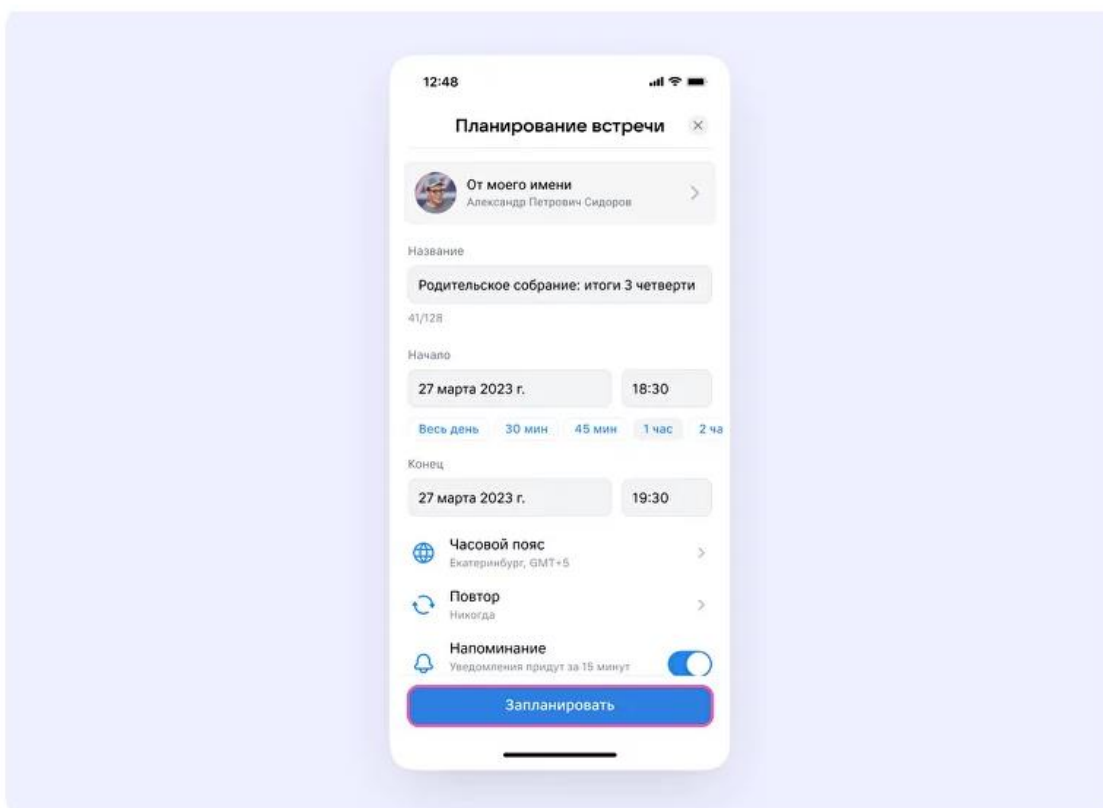 12:48
Планирование встречи
От моего имени
Александр Петрович Сидоров
Название
Родительское собрание: итоги 3 четверти
41/128
Начало
27 марта 2023 г. 18:30
Весь день 30 мин 45 мин 1 час 2 ча
Конец
27 марта 2023 г. 19:30
Часовой пояс
Екатеринбург, GMT+5
Повтор
Никогда
Напоминание
Уведомления придут за 15 минут
Запланировать